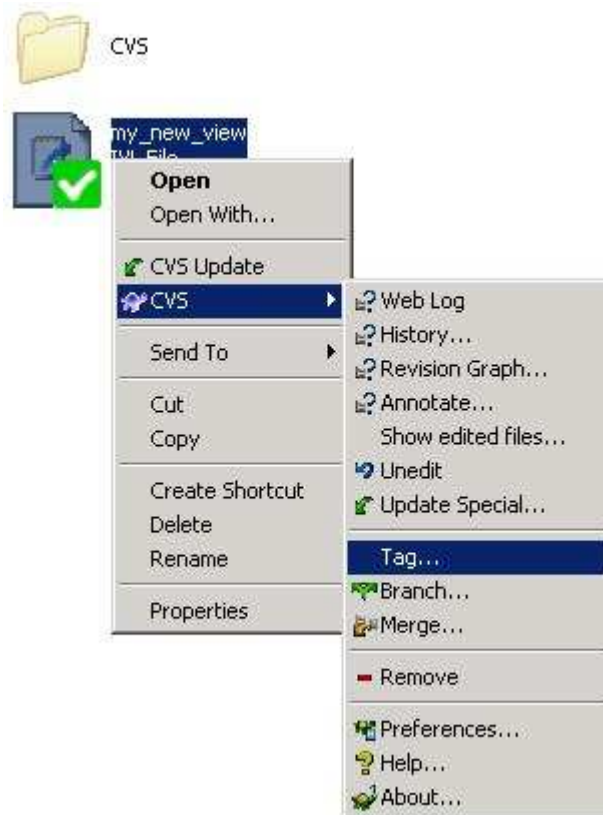 CVS
my_new_view
File
Open
Open With...
CVS Update
CVS
Send To
Cut
Copy
Create Shortcut
Delete
Rename
Properties
Web Log
History...
Revision Graph...
Annotate...
Show edited files...
Unedit
Update Special...
Tag...
Branch...
Merge...
Remove
Preferences...
Help...
About...